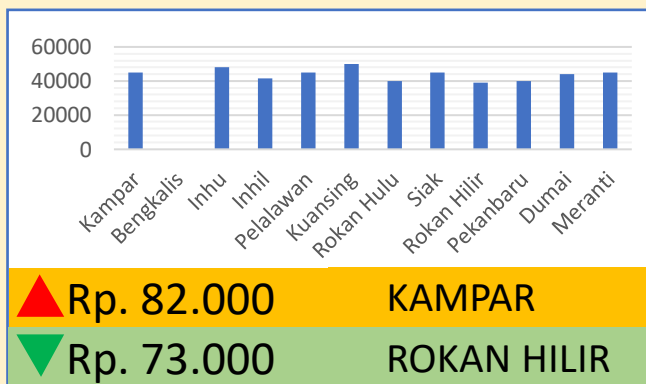 60000
40000
20000
0
Kampar
Bengkalis
Inhu
Inhil
Pelalawan
Kuansing
Rokan Hulu
Siak
Rokan Hilir
Pekanbaru
Dumai
Meranti
Rp. 82.000 KAMPAR
Rp. 73.000 ROKAN HILIR